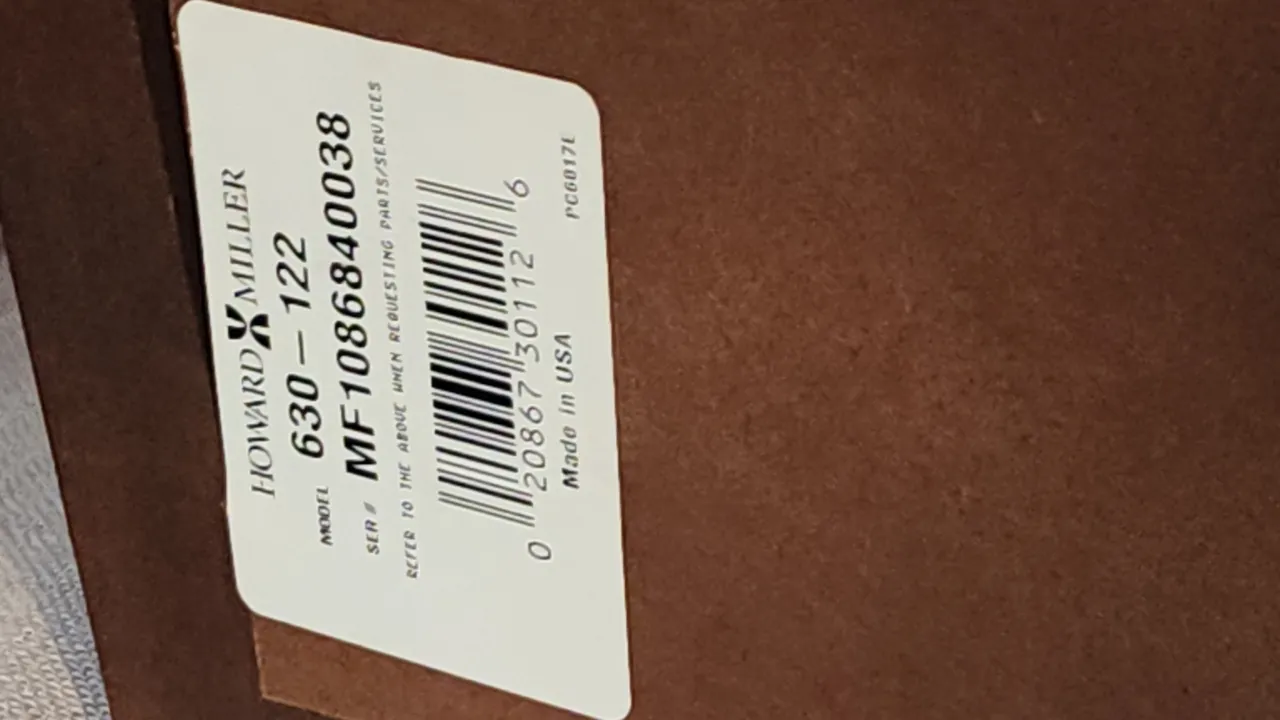 HOWARD MILLER
MODEL 630-122
SER# MF1086840038
REFER TO THE ABOVE WHEN REQUESTING PARTS/SERVICES
0 20867 30112 6
Made in USA